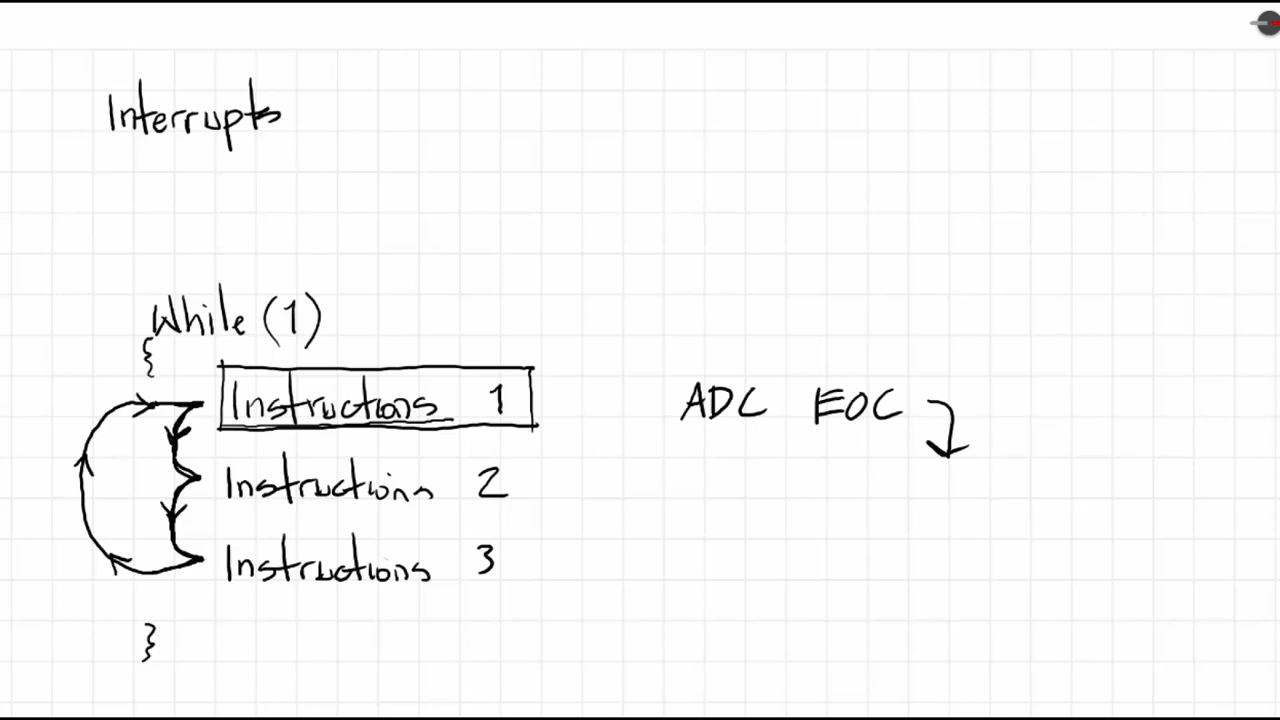 Interrupts
While (1)
{
Instructions 1
ADC EOC
Instructions 2
Instructions 3
}